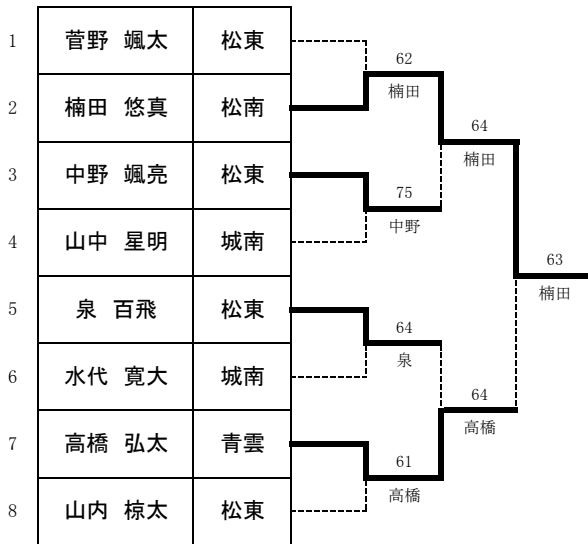 1 菅野 颯太 松東
62
2 楠田 悠真 松南
楠田
64
3 中野 颯亮 松東
楠田
75
4 山中 星明 城南
中野
63
5 泉 百飛 松東
楠田
64
6 水代 寛大 城南
泉
64
7 高橋 弘太 青雲
高橋
61
8 山内 椋太 松東
高橋